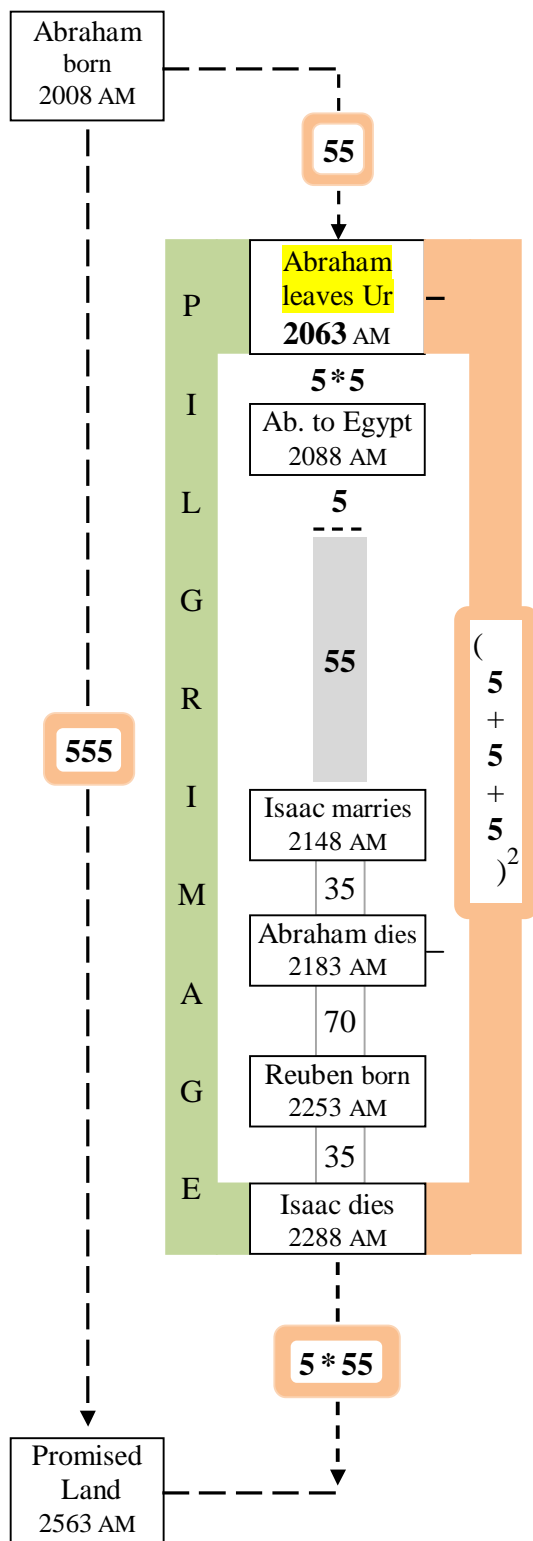 Abraham
born
2008 AM
55
Abraham
leaves Ur
2063 AM
5*5
Ab. to Egypt
2088 AM
5
55
Isaac marries
2148 AM
35
Abraham dies
2183 AM
70
Reuben born
2253 AM
35
Isaac dies
2288 AM
P
I
L
G
R
I
M
A
G
E
(
5
+
5
+
5
)2
555
5 * 55
Promised
Land
2563 AM